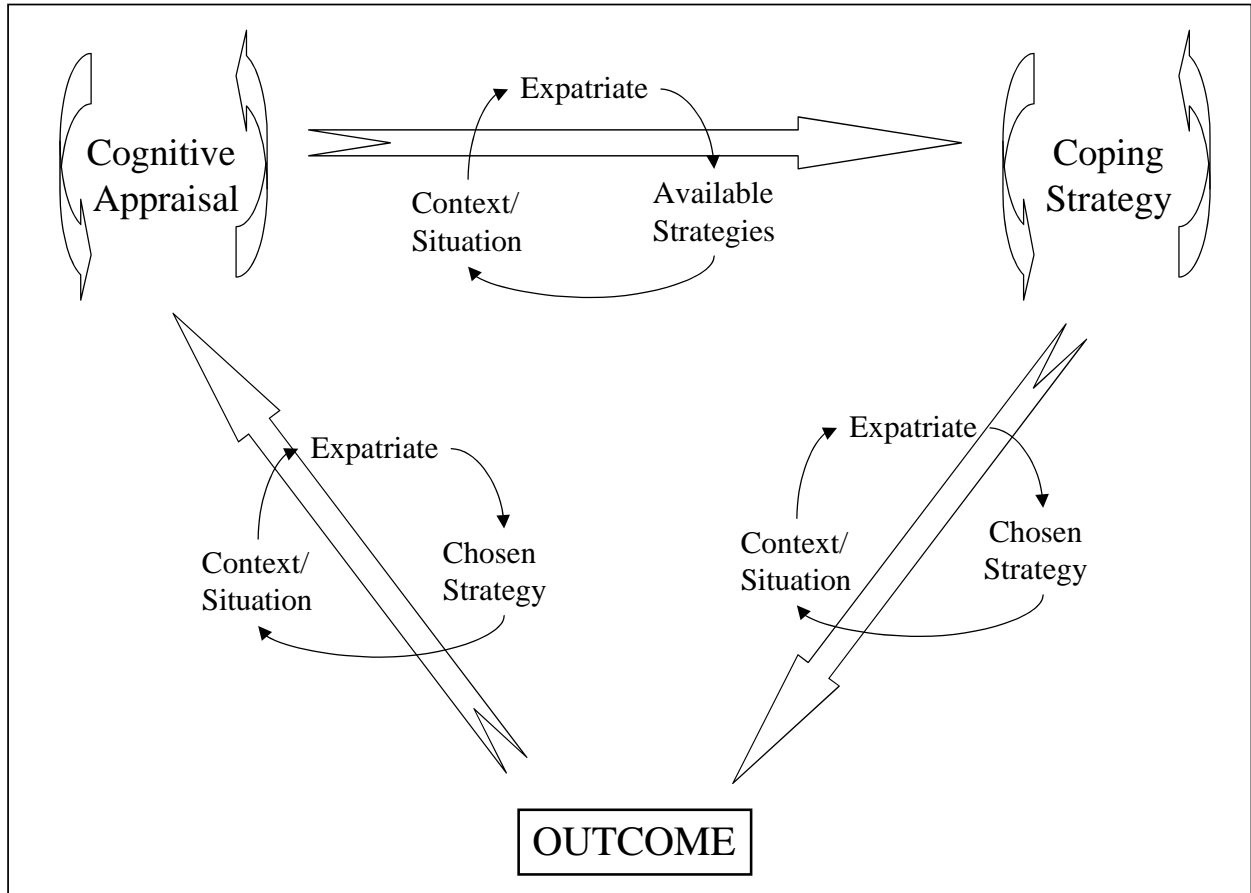 Cognitive
Appraisal
Expatriate
Context/
Situation
Available
Strategies
Coping
Strategy
Expatriate
Context/
Situation
Chosen
Strategy
Expatriate
Context/
Situation
Chosen
Strategy
OUTCOME